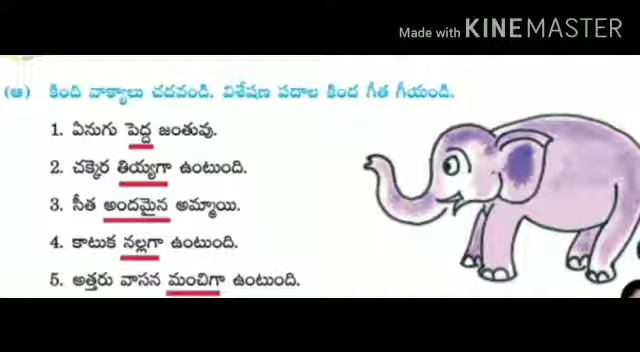 Made with KINEMASTER
(ఆ) కింది వాక్యాలు చదవండి. విశేషణ పదాల కింద గీత గీయండి.
1. ఏనుగు పెద్ద జంతువు.
2. చక్కెర తియ్యగా ఉంటుంది.
3. సీత అందమైన అమ్మాయి.
4. కాటుక నల్లగా ఉంటుంది.
5. అత్తరు వాసన మంచిగా ఉంటుంది.